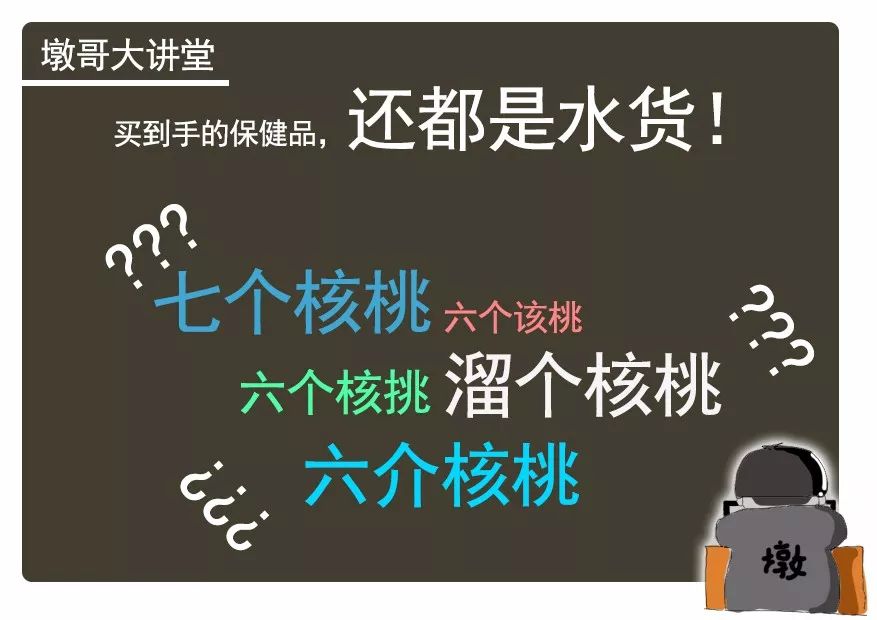 墩哥大讲堂
买到手的保健品，还都是水货！
???
七个核桃 六个该桃
???
六个核挑 溜个核桃
六介核桃
¿¿¿
墩